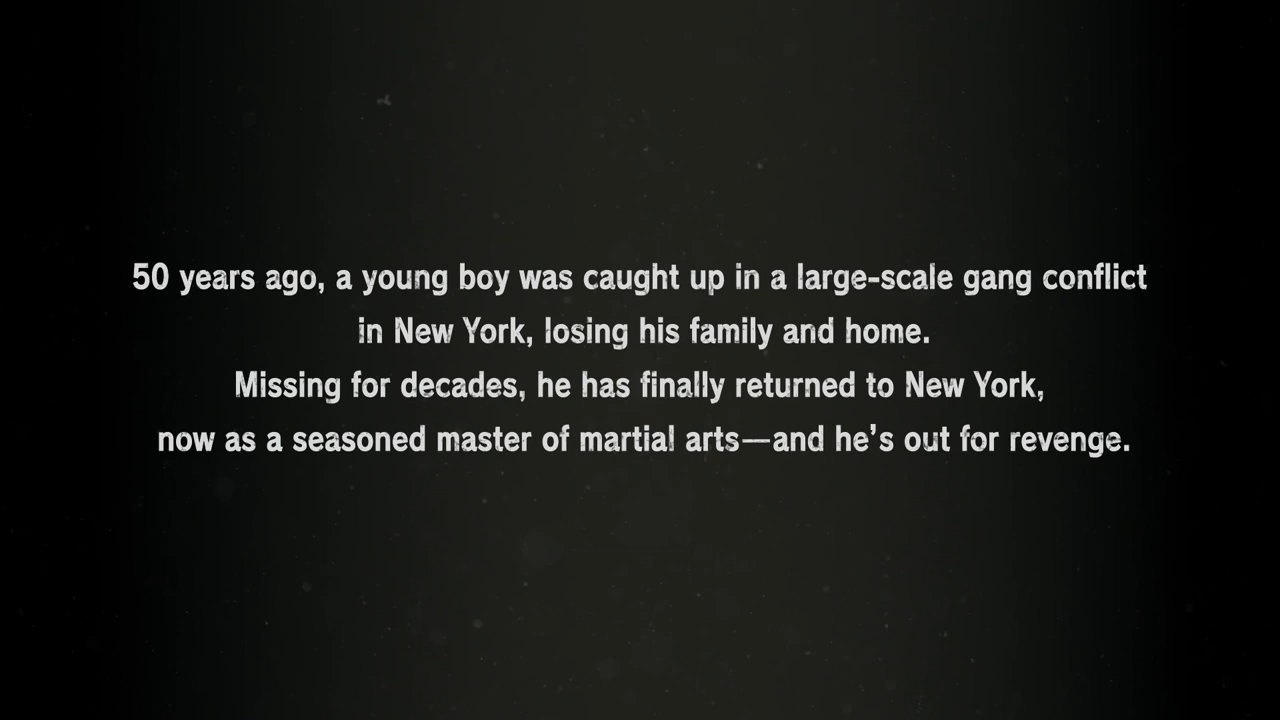 50 years ago, a young boy was caught up in a large-scale gang conflict
in New York, losing his family and home.
Missing for decades, he has finally returned to New York,
now as a seasoned master of martial arts—and he’s out for revenge.